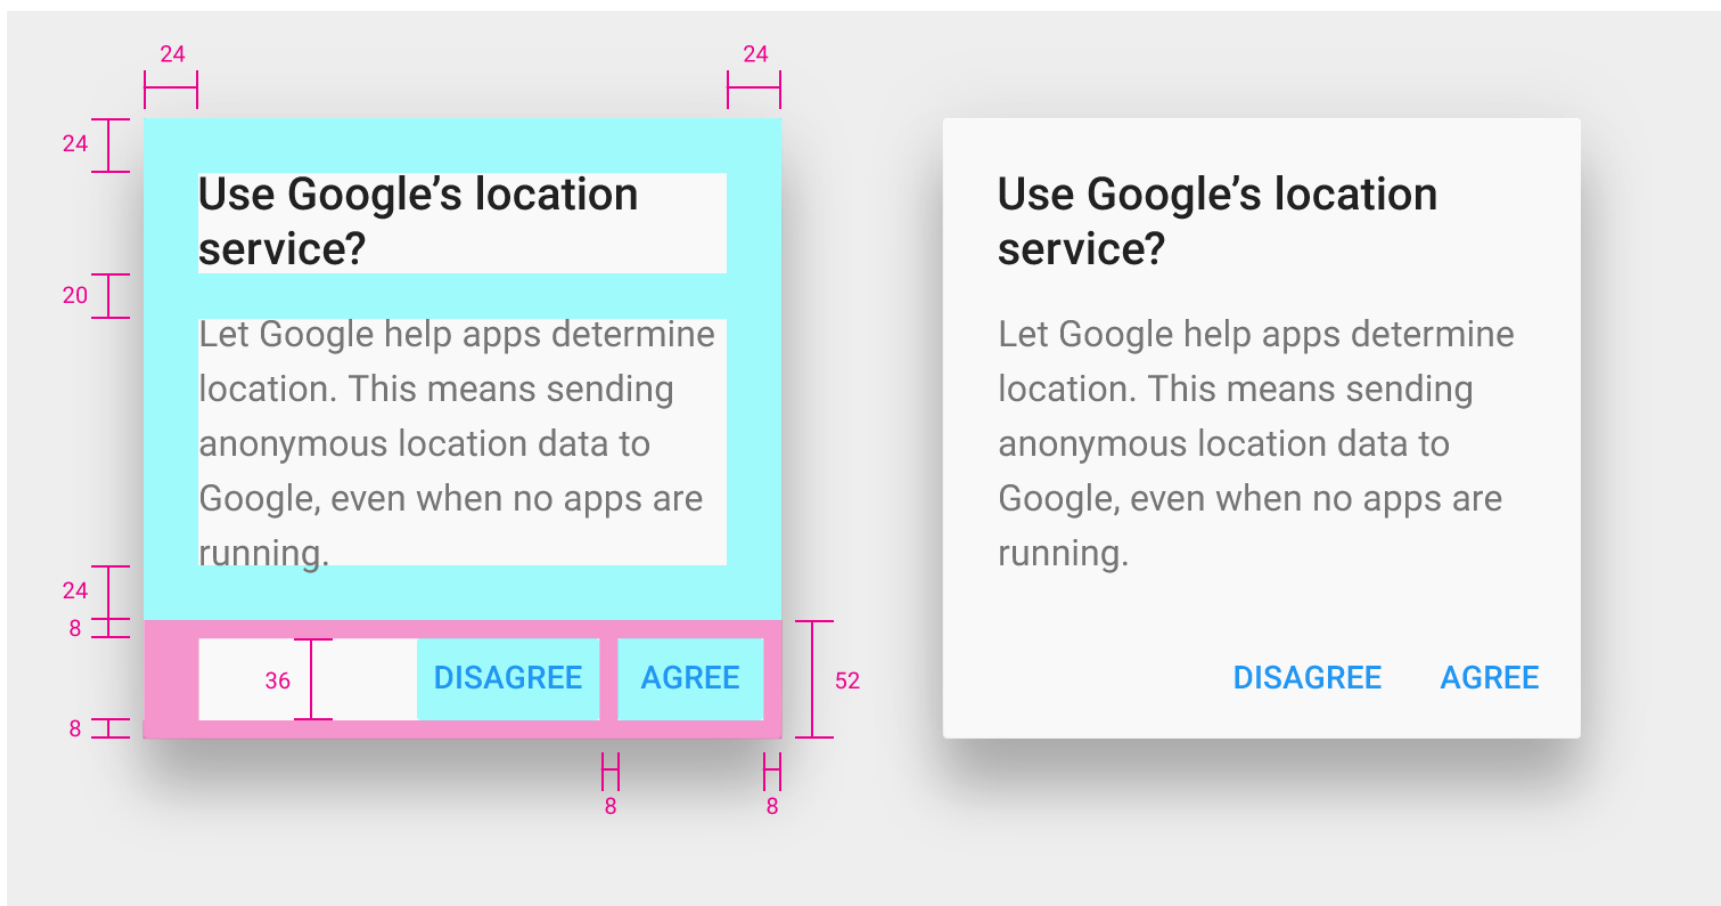 24
24
24
Use Google’s location
service?
20
Let Google help apps determine
location. This means sending
anonymous location data to
Google, even when no apps are
running.
24
8
36
DISAGREE
AGREE
52
8
8
8
Use Google’s location
service?
Let Google help apps determine
location. This means sending
anonymous location data to
Google, even when no apps are
running.
DISAGREE
AGREE